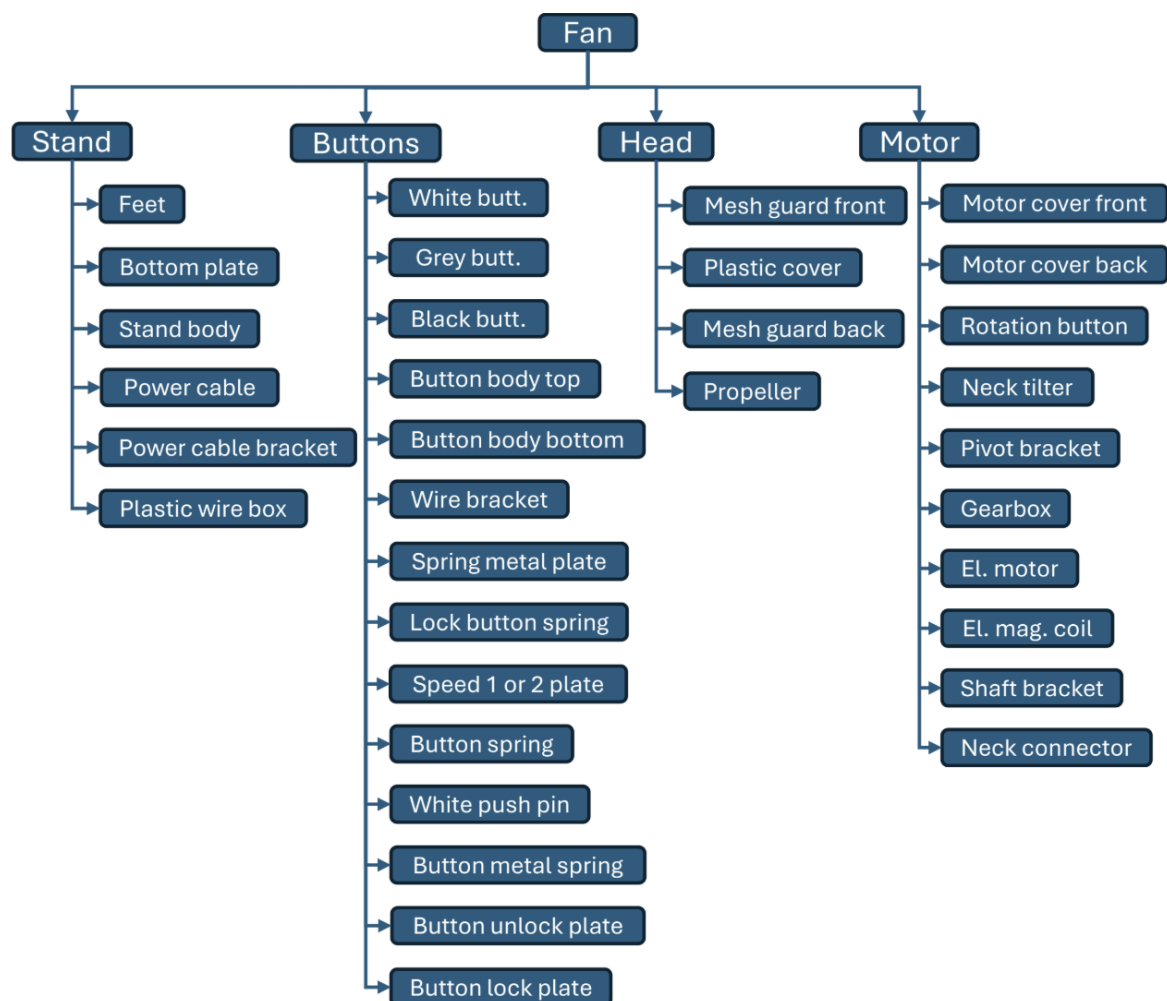 Fan
Stand
Feet
Bottom plate
Stand body
Power cable
Power cable bracket
Plastic wire box
Buttons
White butt.
Grey butt.
Black butt.
Button body top
Button body bottom
Wire bracket
Spring metal plate
Lock button spring
Speed 1 or 2 plate
Button spring
White push pin
Button metal spring
Button unlock plate
Button lock plate
Head
Mesh guard front
Plastic cover
Mesh guard back
Propeller
Motor
Motor cover front
Motor cover back
Rotation button
Neck tilter
Pivot bracket
Gearbox
El. motor
El. mag. coil
Shaft bracket
Neck connector